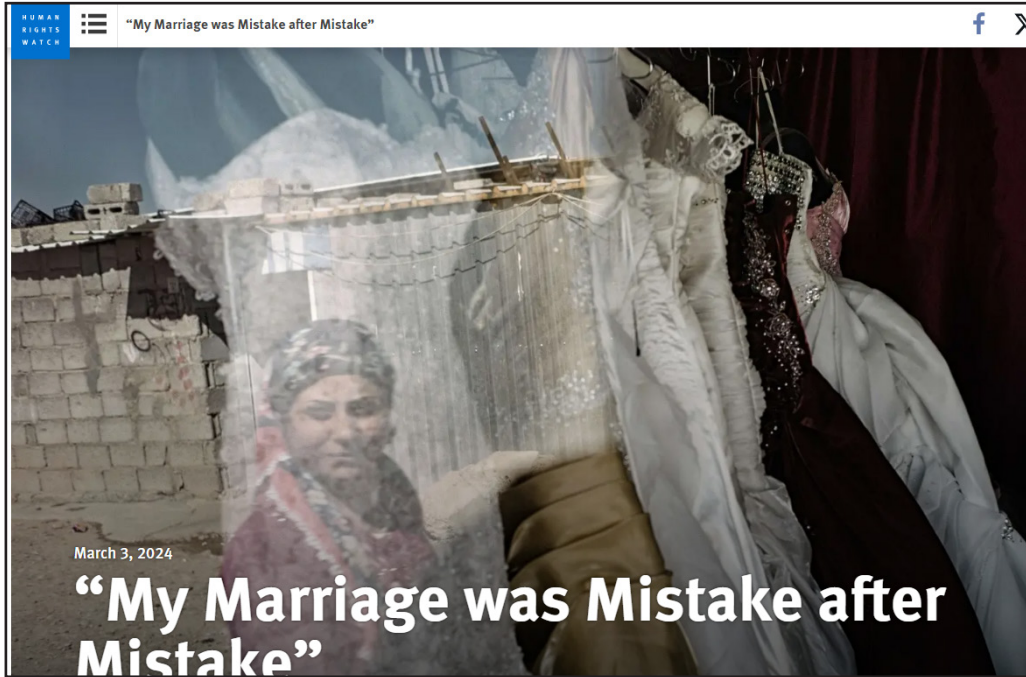 HUMAN
RIGHTS
WATCH
“My Marriage was Mistake after Mistake”
March 3, 2024
“My Marriage was Mistake after
Mistake”